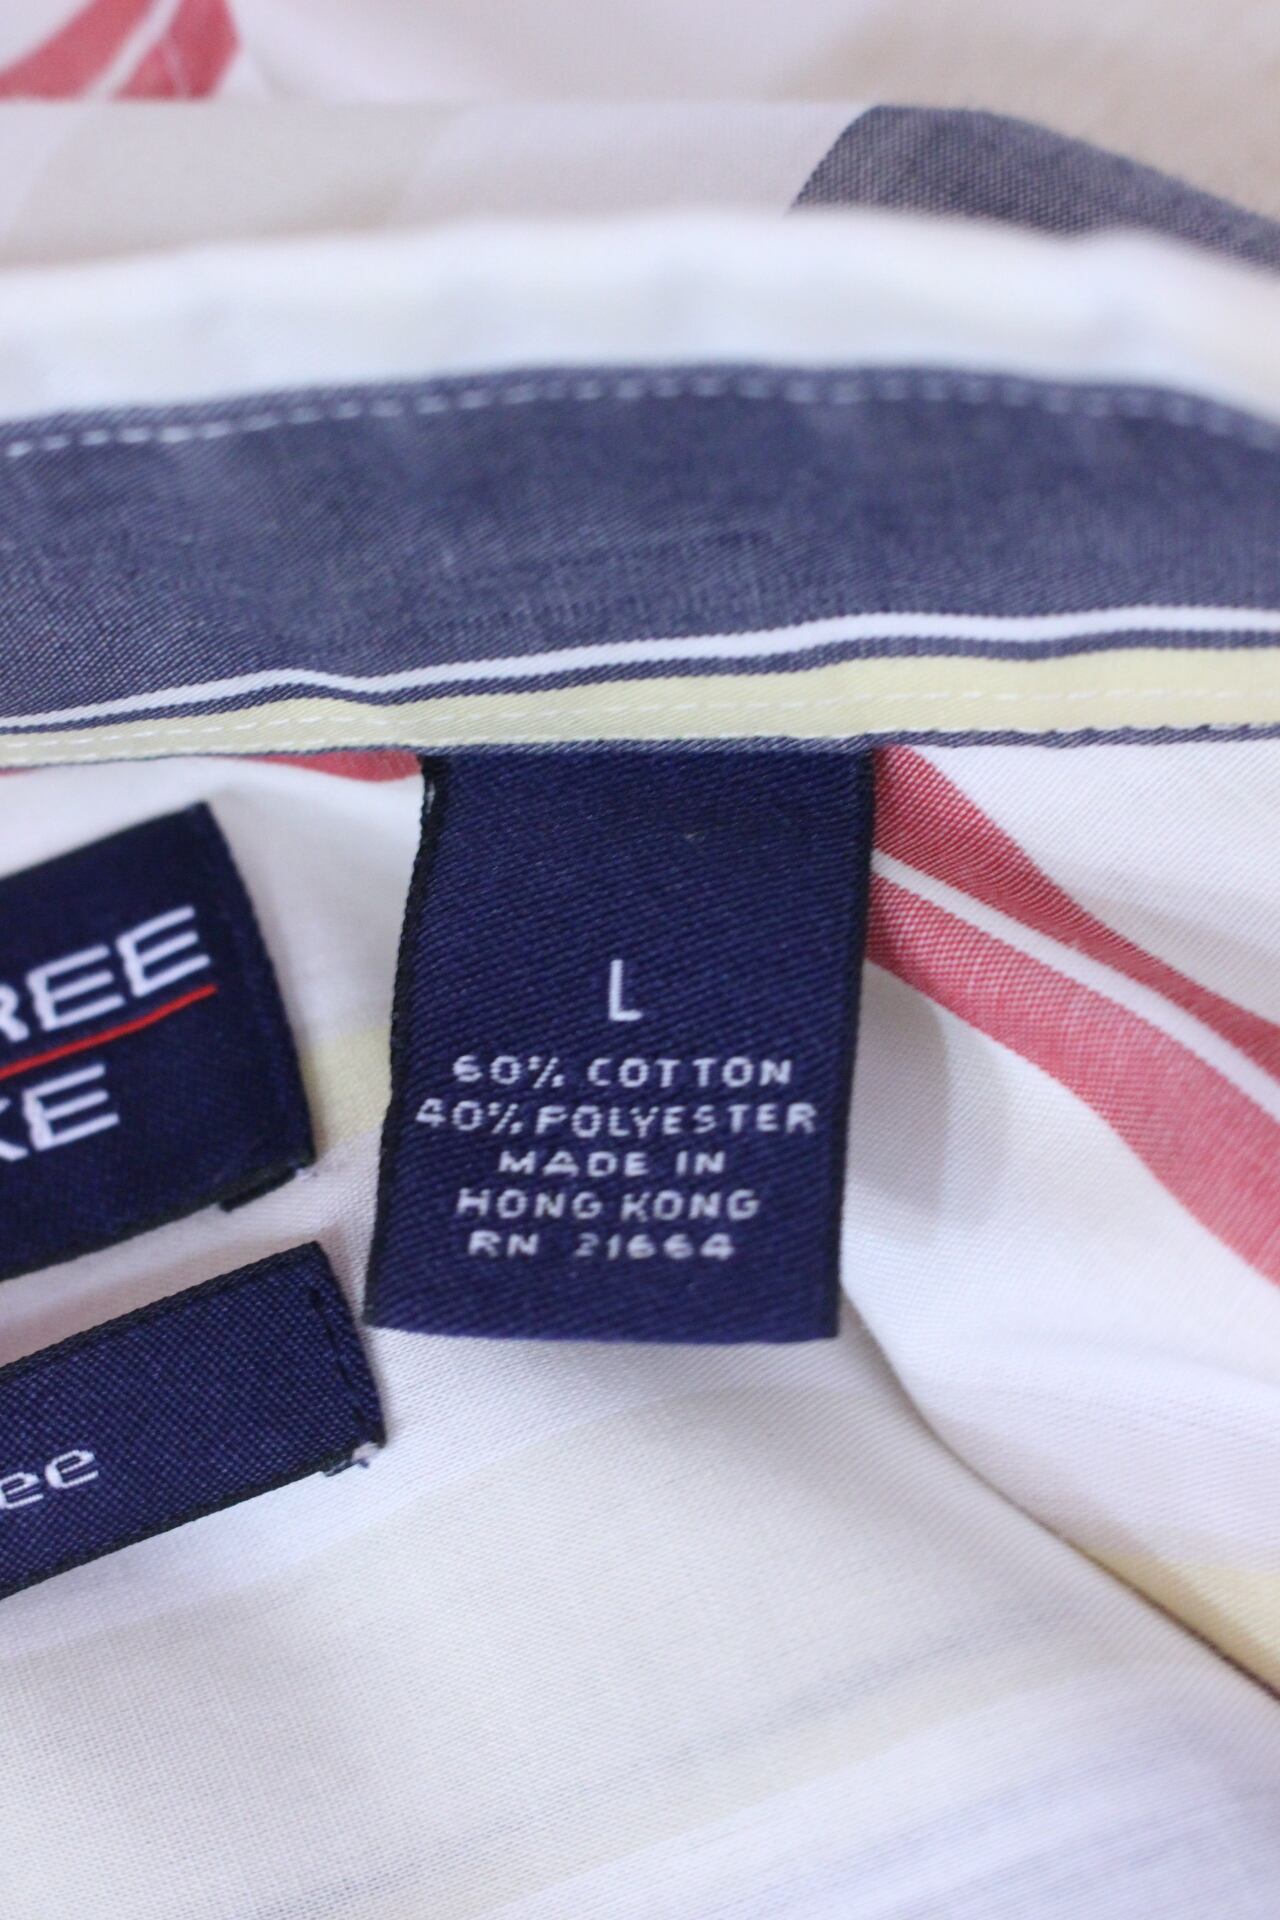 REE
KE
L
60% COTTON
40% POLYESTER
MADE IN
HONG KONG
RN 21664
ee